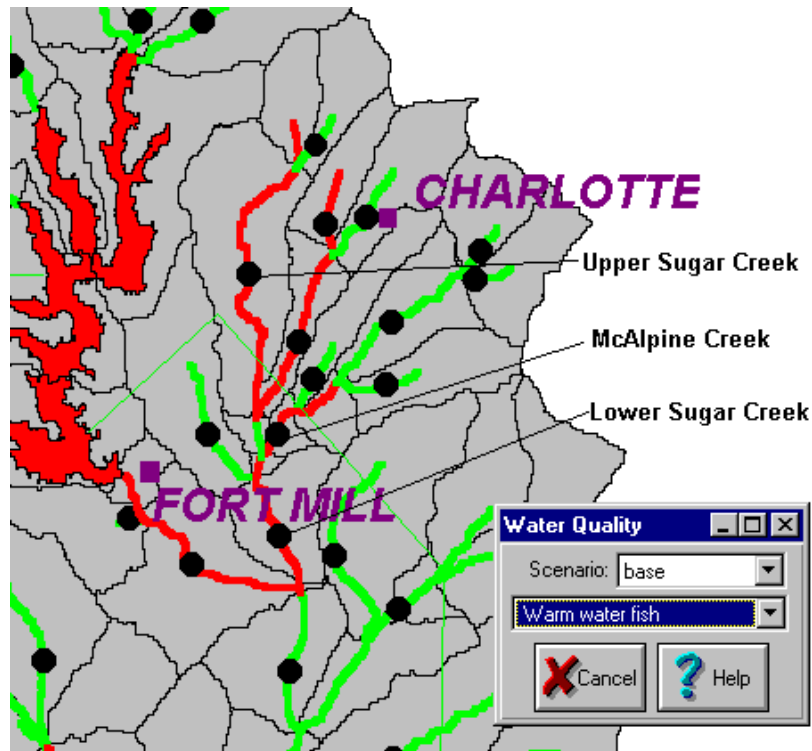 CHARLOTTE
Upper Sugar Creek
McAlpine Creek
Lower Sugar Creek
FORT MILL
Water Quality
Scenario: base
Warm water fish
Cancel
? Help